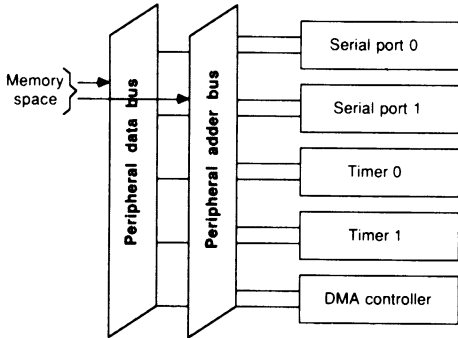 Memory
space
Peripheral data bus
Peripheral adder bus
Serial port 0
Serial port 1
Timer 0
Timer 1
DMA controller